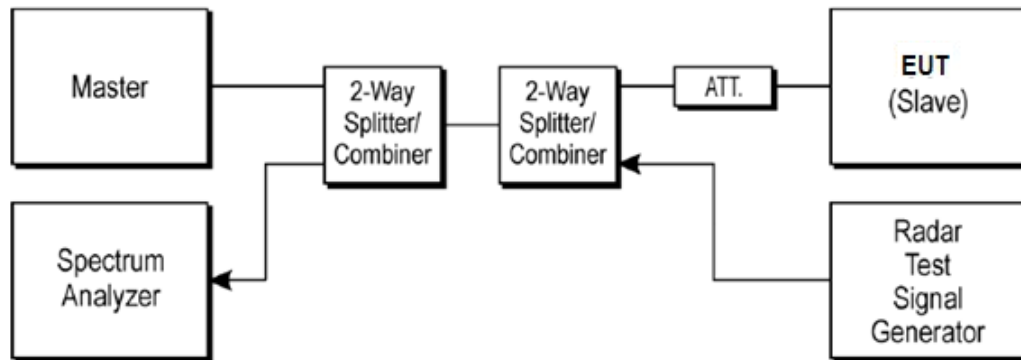 Master
2-Way
Splitter/
Combiner
2-Way
Splitter/
Combiner
ATT.
EUT
(Slave)
Spectrum
Analyzer
Radar
Test
Signal
Generator